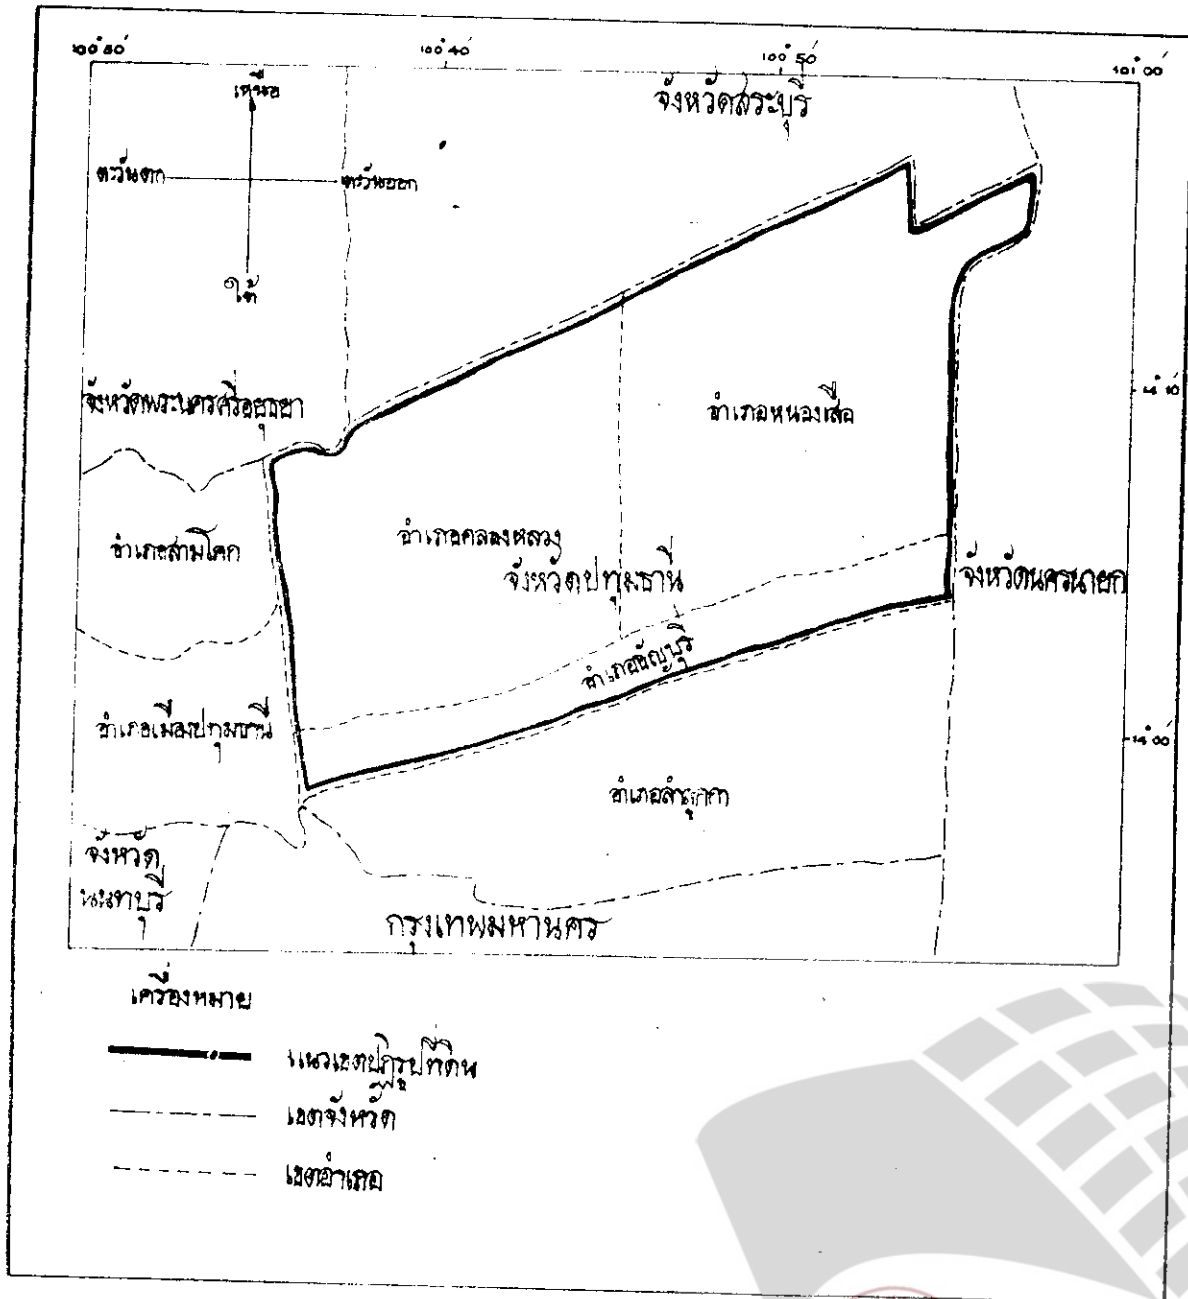 100°30′
100°40′
100°50′
101°00′
เหนือ
จังหวัดสระบุรี
ตะวันตก
ตะวันออก
ใต้
จังหวัดพระนครศรีอยุธยา
อำเภอหนองเสือ
14°10′
อำเภอสามโคก
อำเภอคลองหลวง
จังหวัดปทุมธานี
จังหวัดนครนายก
อำเภอธัญบุรี
อำเภอเมืองปทุมธานี
14°00′
อำเภอลำลูกกา
จังหวัด
นนทบุรี
กรุงเทพมหานคร
เครื่องหมาย
แนวเขตปฏิรูปที่ดิน
เขตจังหวัด
เขตอำเภอ